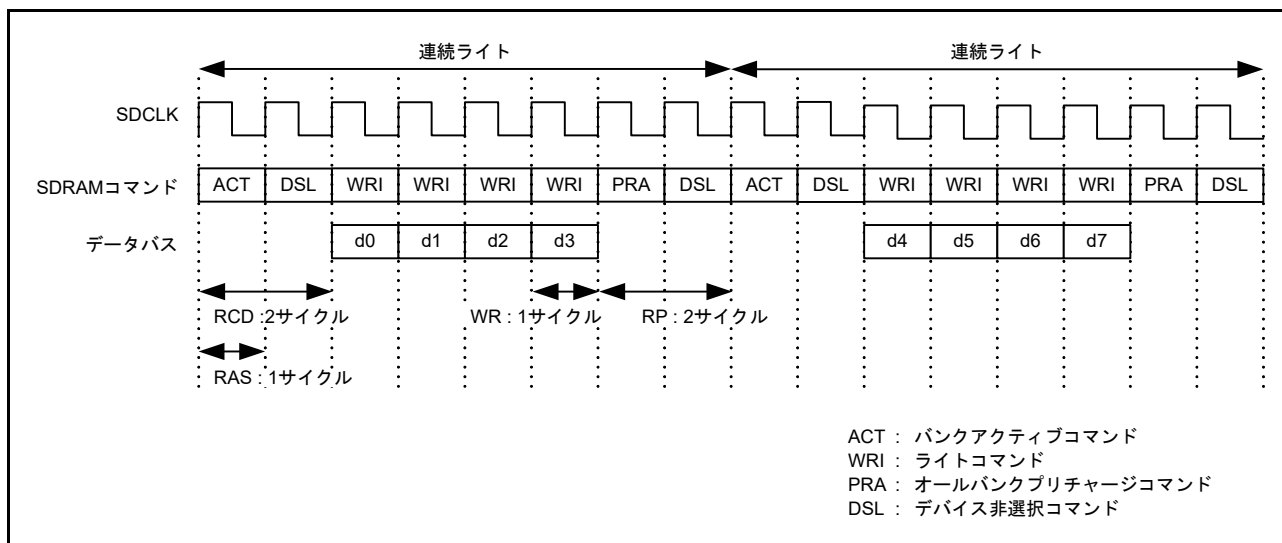 連続ライト 連続ライト
SDCLK
SDRAMコマンド ACT DSL WRI WRI WRI WRI PRA DSL ACT DSL WRI WRI WRI WRI PRA DSL
データバス d0 d1 d2 d3 d4 d5 d6 d7
RCD :2サイクル WR : 1サイクル RP : 2サイクル
RAS : 1サイクル
ACT : バンクアクティブコマンド
WRI : ライトコマンド
PRA : オールバンクプリチャージコマンド
DSL : デバイス非選択コマンド